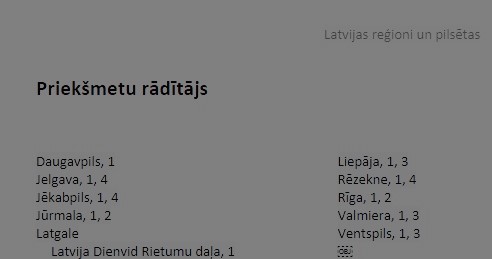 Latvijas reģioni un pilsētas
Priekšmetu rādītājs
Daugavpils, 1
Jelgava, 1, 4
Jēkabpils, 1, 4
Jūrmala, 1, 2
Latgale
Latvija Dienvid Rietumu daļa, 1
Liepāja, 1, 3
Rēzekne, 1, 4
Rīga, 1, 2
Valmiera, 1, 3
Ventspils, 1, 3
OBJ